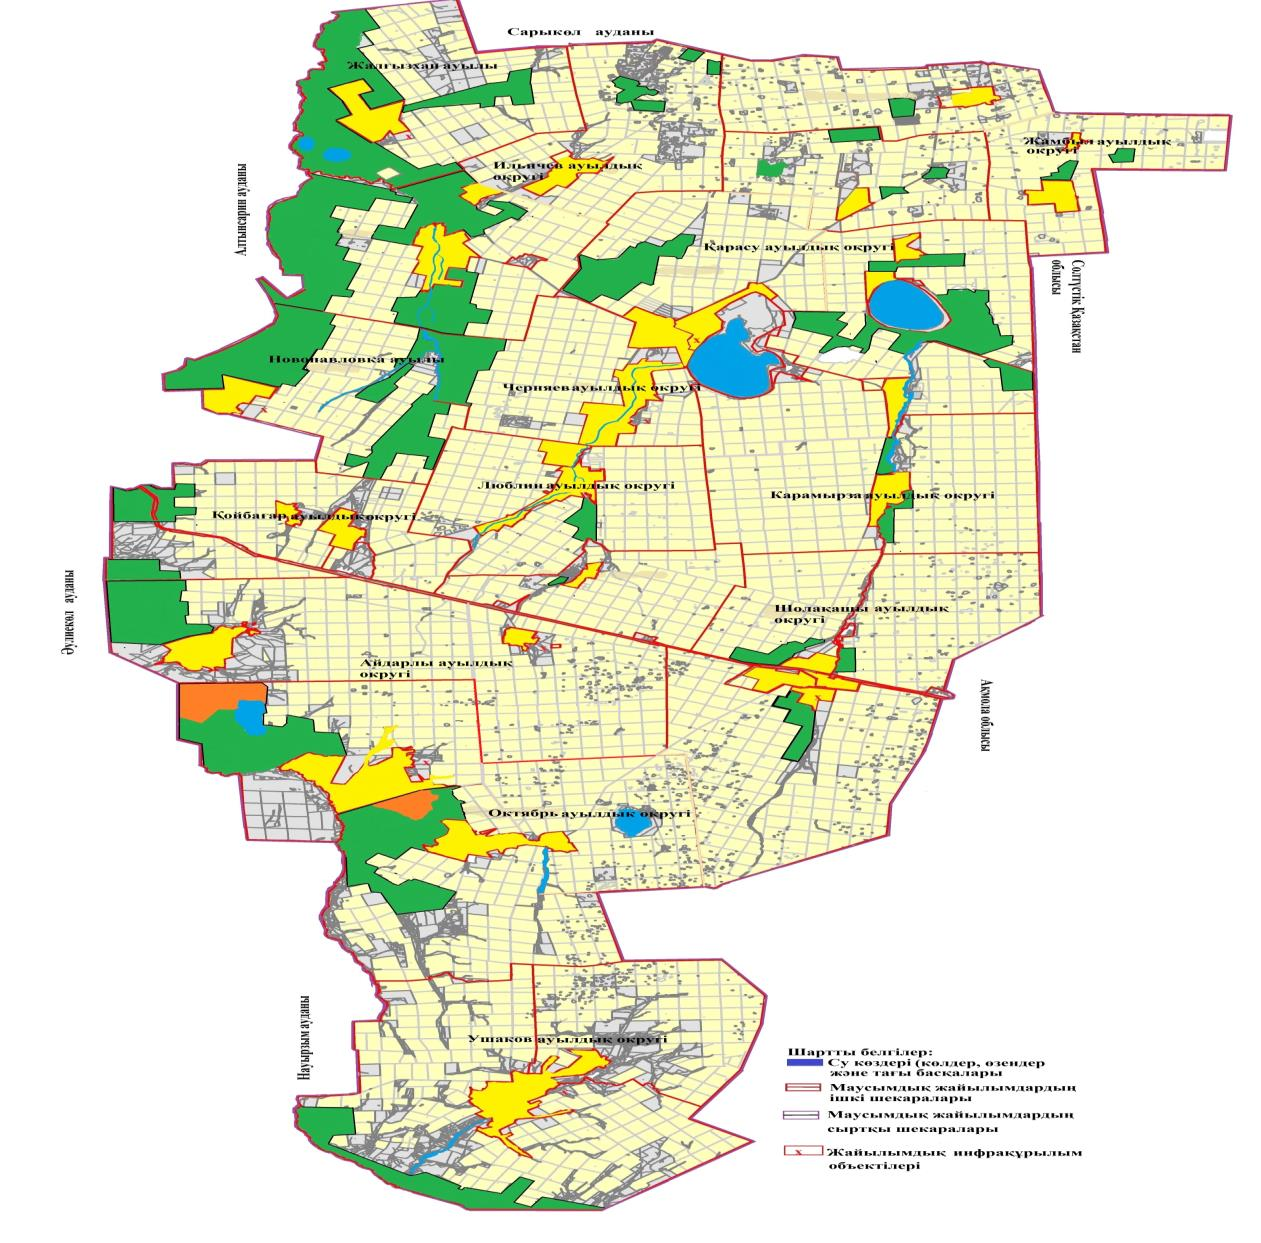 Сарыкөл ауданы
Жалғызхан ауылы
Ильичев ауылдық
округі
Жамбыл ауылдық
округі
Алтынсарин ауданы
Қарасу ауылдық округі
Солтүстік Қазақстан
облысы
Новопавловка ауылы
Черняев ауылдық округі
Люблин ауылдық округі
Карамырза ауылдық округі
Қойбағар ауылдық округі
Әулиекөл ауданы
Шолақашы ауылдық
округі
Айдарлы ауылдық
округі
Ақмола облысы
Октябрь ауылдық округі
Наурызым ауданы
Ушаков ауылдық округі
Шартты белгілер:
Су көздері (көлдер, өзендер
және тағы басқалары
Маусымдық жайылымдардың
ішкі шекаралары
Маусымдық жайылымдардың
сыртқы шекаралары
x Жайылымдық инфрақұрылым
объектілері